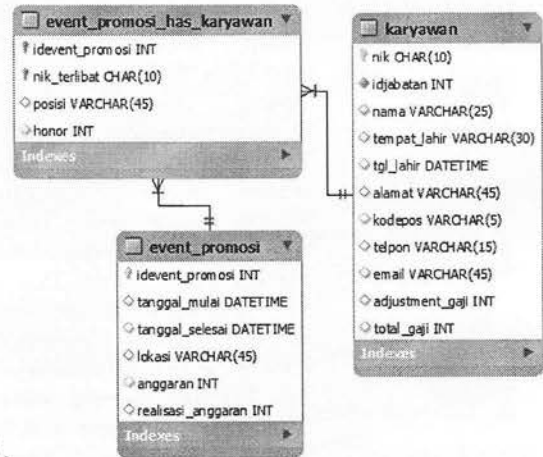 event_promosi_has_karyawan
idevent_promosi INT
nik_terlibat CHAR(10)
posisi VARCHAR(45)
honor INT
Indexes
karyawan
nik CHAR(10)
idjabatan INT
nama VARCHAR(25)
tempat_lahir VARCHAR(30)
tgl_lahir DATETIME
alamat VARCHAR(45)
kodepos VARCHAR(5)
telpon VARCHAR(15)
email VARCHAR(45)
adjustment_gaji INT
total_gaji INT
Indexes
event_promosi
idevent_promosi INT
tanggal_mulai DATETIME
tanggal_selesai DATETIME
lokasi VARCHAR(45)
anggaran INT
realisasi_anggaran INT
Indexes